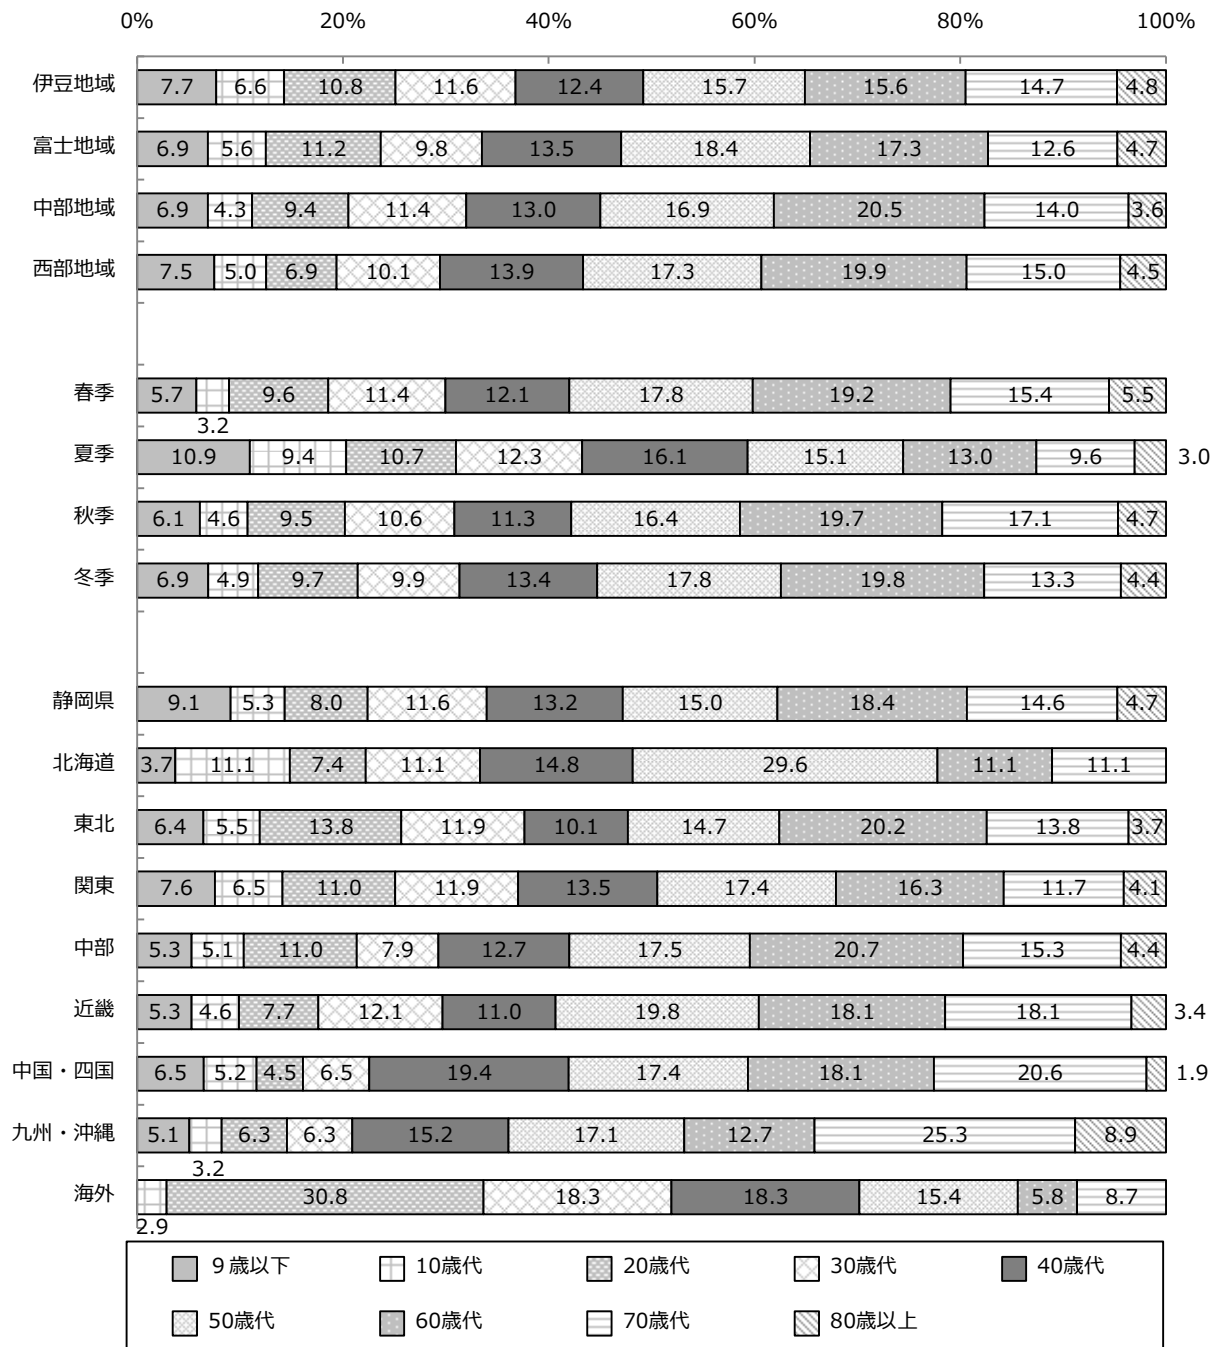 0% 20% 40% 60% 80% 100%
伊豆地域 7.7 6.6 10.8 11.6 12.4 15.7 15.6 14.7 4.8
富士地域 6.9 5.6 11.2 9.8 13.5 18.4 17.3 12.6 4.7
中部地域 6.9 4.3 9.4 11.4 13.0 16.9 20.5 14.0 3.6
西部地域 7.5 5.0 6.9 10.1 13.9 17.3 19.9 15.0 4.5
春季 5.7 9.6 11.4 12.1 17.8 19.2 15.4 5.5
3.2
夏季 10.9 9.4 10.7 12.3 16.1 15.1 13.0 9.6 3.0
秋季 6.1 4.6 9.5 10.6 11.3 16.4 19.7 17.1 4.7
冬季 6.9 4.9 9.7 9.9 13.4 17.8 19.8 13.3 4.4
静岡県 9.1 5.3 8.0 11.6 13.2 15.0 18.4 14.6 4.7
北海道 3.7 11.1 7.4 11.1 14.8 29.6 11.1 11.1
東北 6.4 5.5 13.8 11.9 10.1 14.7 20.2 13.8 3.7
関東 7.6 6.5 11.0 11.9 13.5 17.4 16.3 11.7 4.1
中部 5.3 5.1 11.0 7.9 12.7 17.5 20.7 15.3 4.4
近畿 5.3 4.6 7.7 12.1 11.0 19.8 18.1 18.1 3.4
中国・四国 6.5 5.2 4.5 6.5 19.4 17.4 18.1 20.6 1.9
九州・沖縄 5.1 6.3 6.3 15.2 17.1 12.7 25.3 8.9
3.2
海外 30.8 18.3 18.3 15.4 5.8 8.7
2.9
9歳以下 10歳代 20歳代 30歳代 40歳代
50歳代 60歳代 70歳代 80歳以上